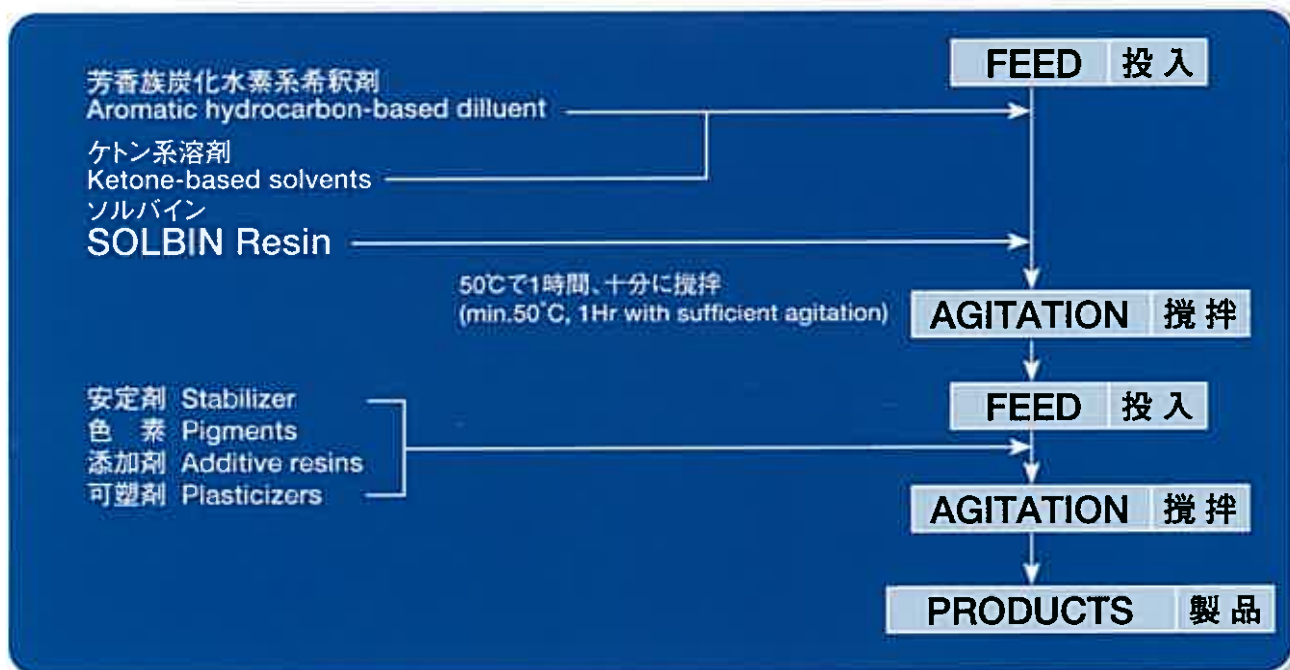 FEED 投入
芳香族炭化水素系希釈剤
Aromatic hydrocarbon-based dilluent
ケトン系溶剤
Ketone-based solvents
ソルバイン
SOLBIN Resin
50℃で1時間、十分に撹拌
(min.50˚C, 1Hr with sufficient agitation)
AGITATION 撹拌
安定剤 Stabilizer
FEED 投入
色　素 Pigments
添加剤 Additive resins
可塑剤 Plasticizers
AGITATION 撹拌
PRODUCTS 製品